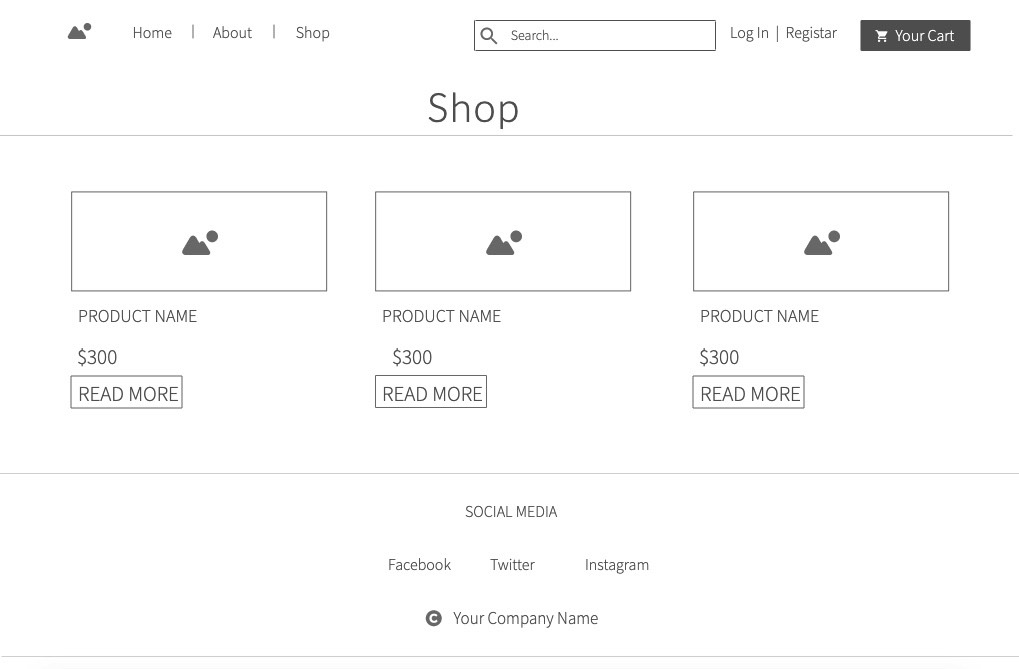 Home | About | Shop
Search...
Log In | Registar
Your Cart
Shop
PRODUCT NAME
$300
READ MORE
PRODUCT NAME
$300
READ MORE
PRODUCT NAME
$300
READ MORE
SOCIAL MEDIA
Facebook Twitter Instagram
© Your Company Name